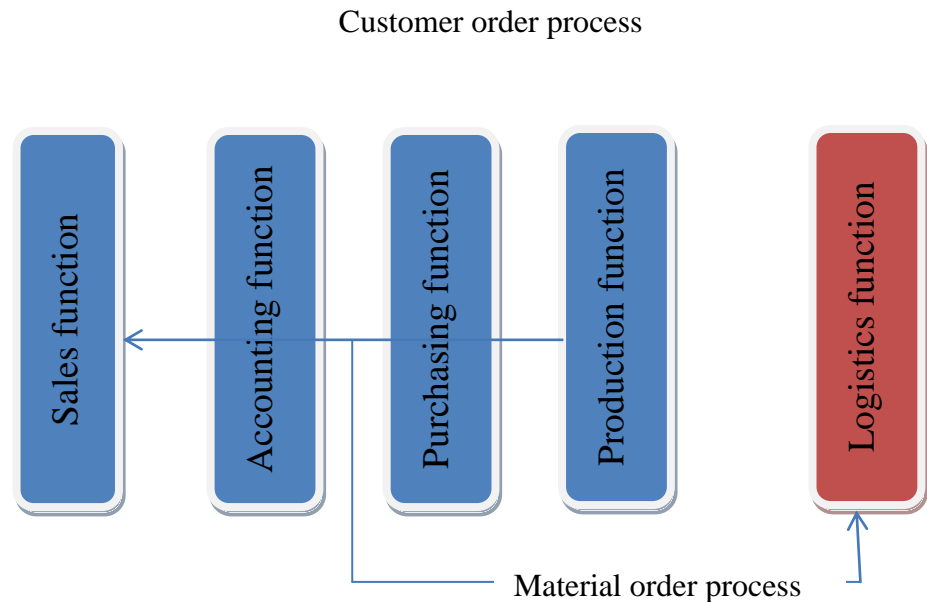 Customer order process
Sales function
Accounting function
Purchasing function
Production function
Logistics function
Material order process